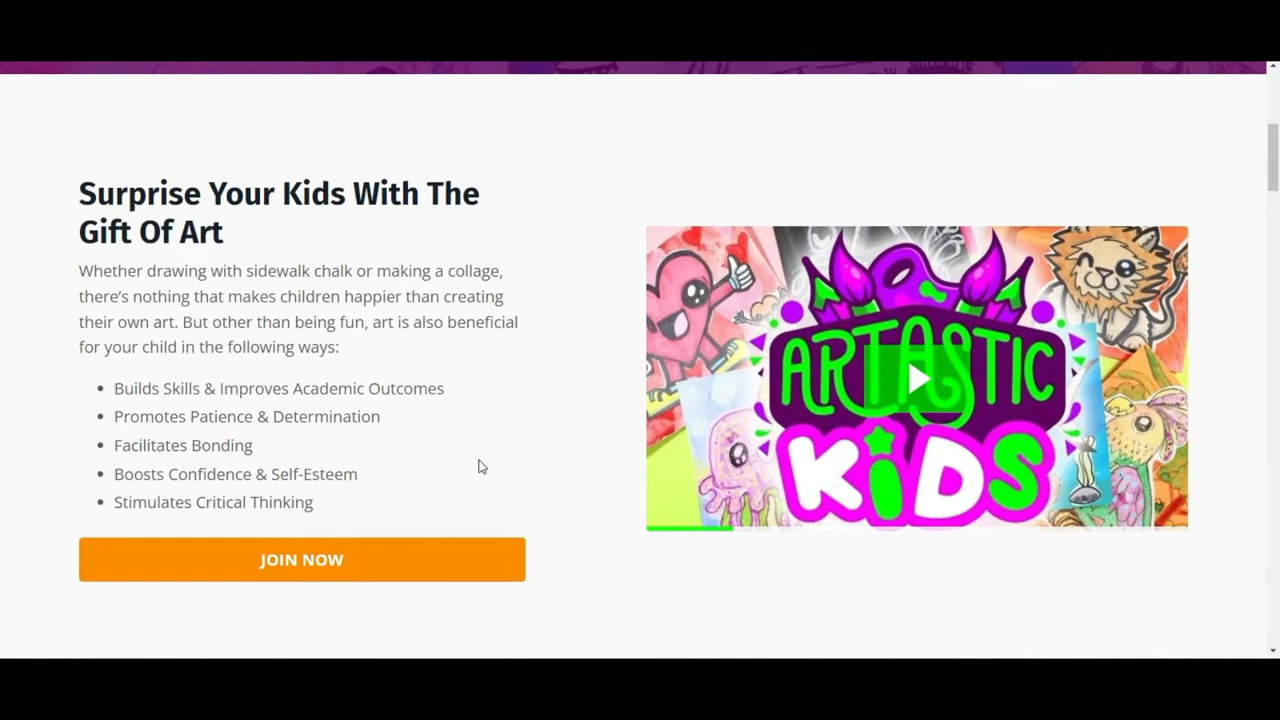 Surprise Your Kids With The
Gift Of Art
Whether drawing with sidewalk chalk or making a collage,
there's nothing that makes children happier than creating
their own art. But other than being fun, art is also beneficial
for your child in the following ways:
Builds Skills & Improves Academic Outcomes
Promotes Patience & Determination
Facilitates Bonding
Boosts Confidence & Self-Esteem
Stimulates Critical Thinking
JOIN NOW
ARTASTIC
KiDS